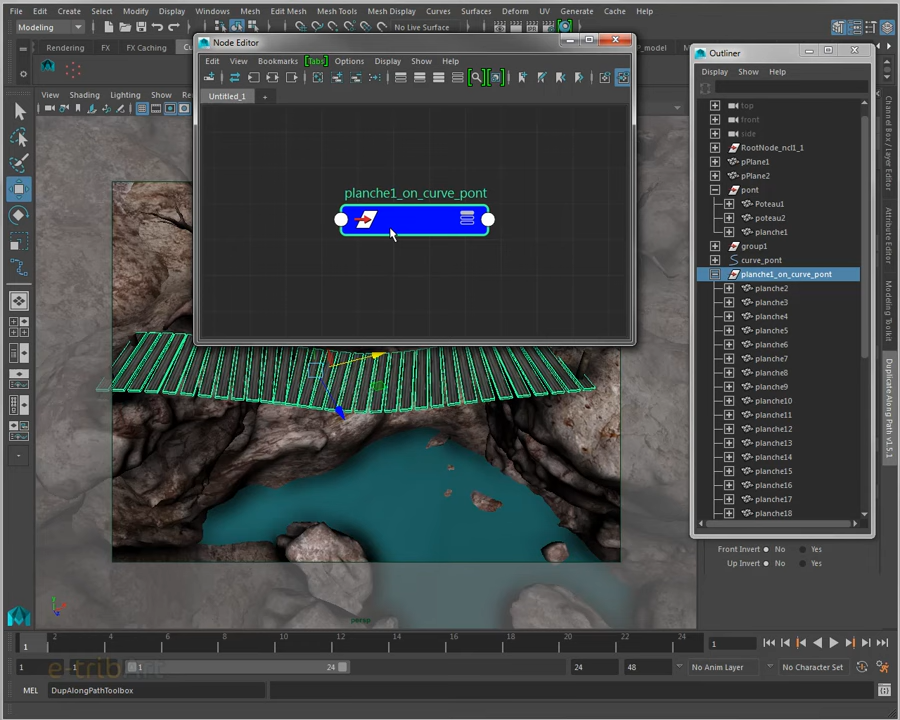 File Edit Create Select Modify Display Windows Mesh Edit Mesh Mesh Tools Mesh Display Curves Surfaces Deform UV Generate Cache Help
Modeling
No Live Surface
Rendering FX FX Caching
View Shading Lighting Show
Node Editor
Edit View Bookmarks [Tabs] Options Display Show Help
Untitled_1 +
planche1_on_curve_pont
persp
Outliner
Display Show Help
top
front
side
RootNode_ncl1_1
pPlane1
pPlane2
pont
Poteau1
poteau2
planche1
group1
curve_pont
planche1_on_curve_pont
planche2
planche3
planche4
planche5
planche6
planche7
planche8
planche9
planche10
planche11
planche12
planche13
planche14
planche15
planche16
planche17
planche18
Front Invert No Yes
Up Invert No Yes
Channel Box / Layer Editor
Attribute Editor
Modeling Toolkit
Duplicate Along Path v1.5.1
1 2 4 6 8 10 12 14 16 18 20 22 24 1
1 1 1 24 24 48 No Anim Layer No Character Set
MEL DupAlongPathToolbox